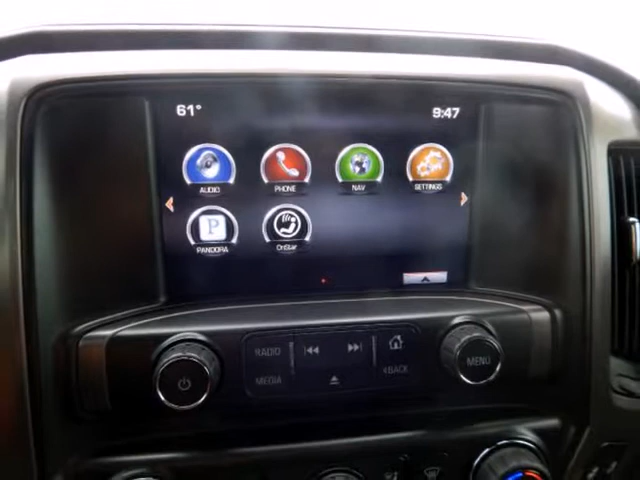 61° 9:47
AUDIO PHONE NAV SETTINGS
P
PANDORA OnStar
RADIO
MEDIA
BACK
MENU